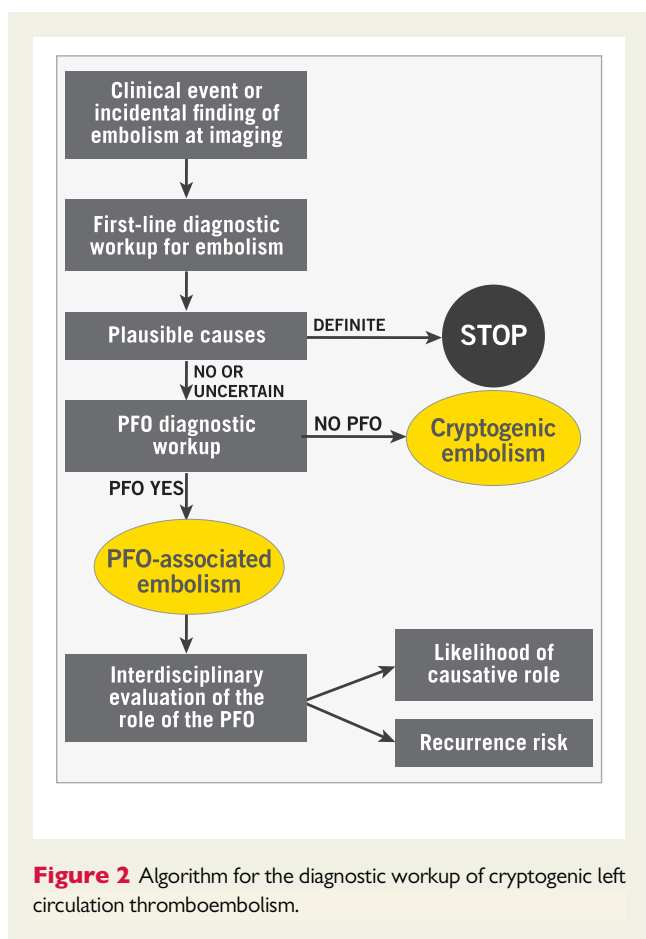 Clinical event or
incidental finding of
embolism at imaging
First-line diagnostic
workup for embolism
Plausible causes
DEFINITE
STOP
NO OR
UNCERTAIN
PFO diagnostic
workup
NO PFO
Cryptogenic
embolism
PFO YES
PFO-associated
embolism
Interdisciplinary
evaluation of the
role of the PFO
Likelihood of
causative role
Recurrence risk
Figure 2 Algorithm for the diagnostic workup of cryptogenic left
circulation thromboembolism.